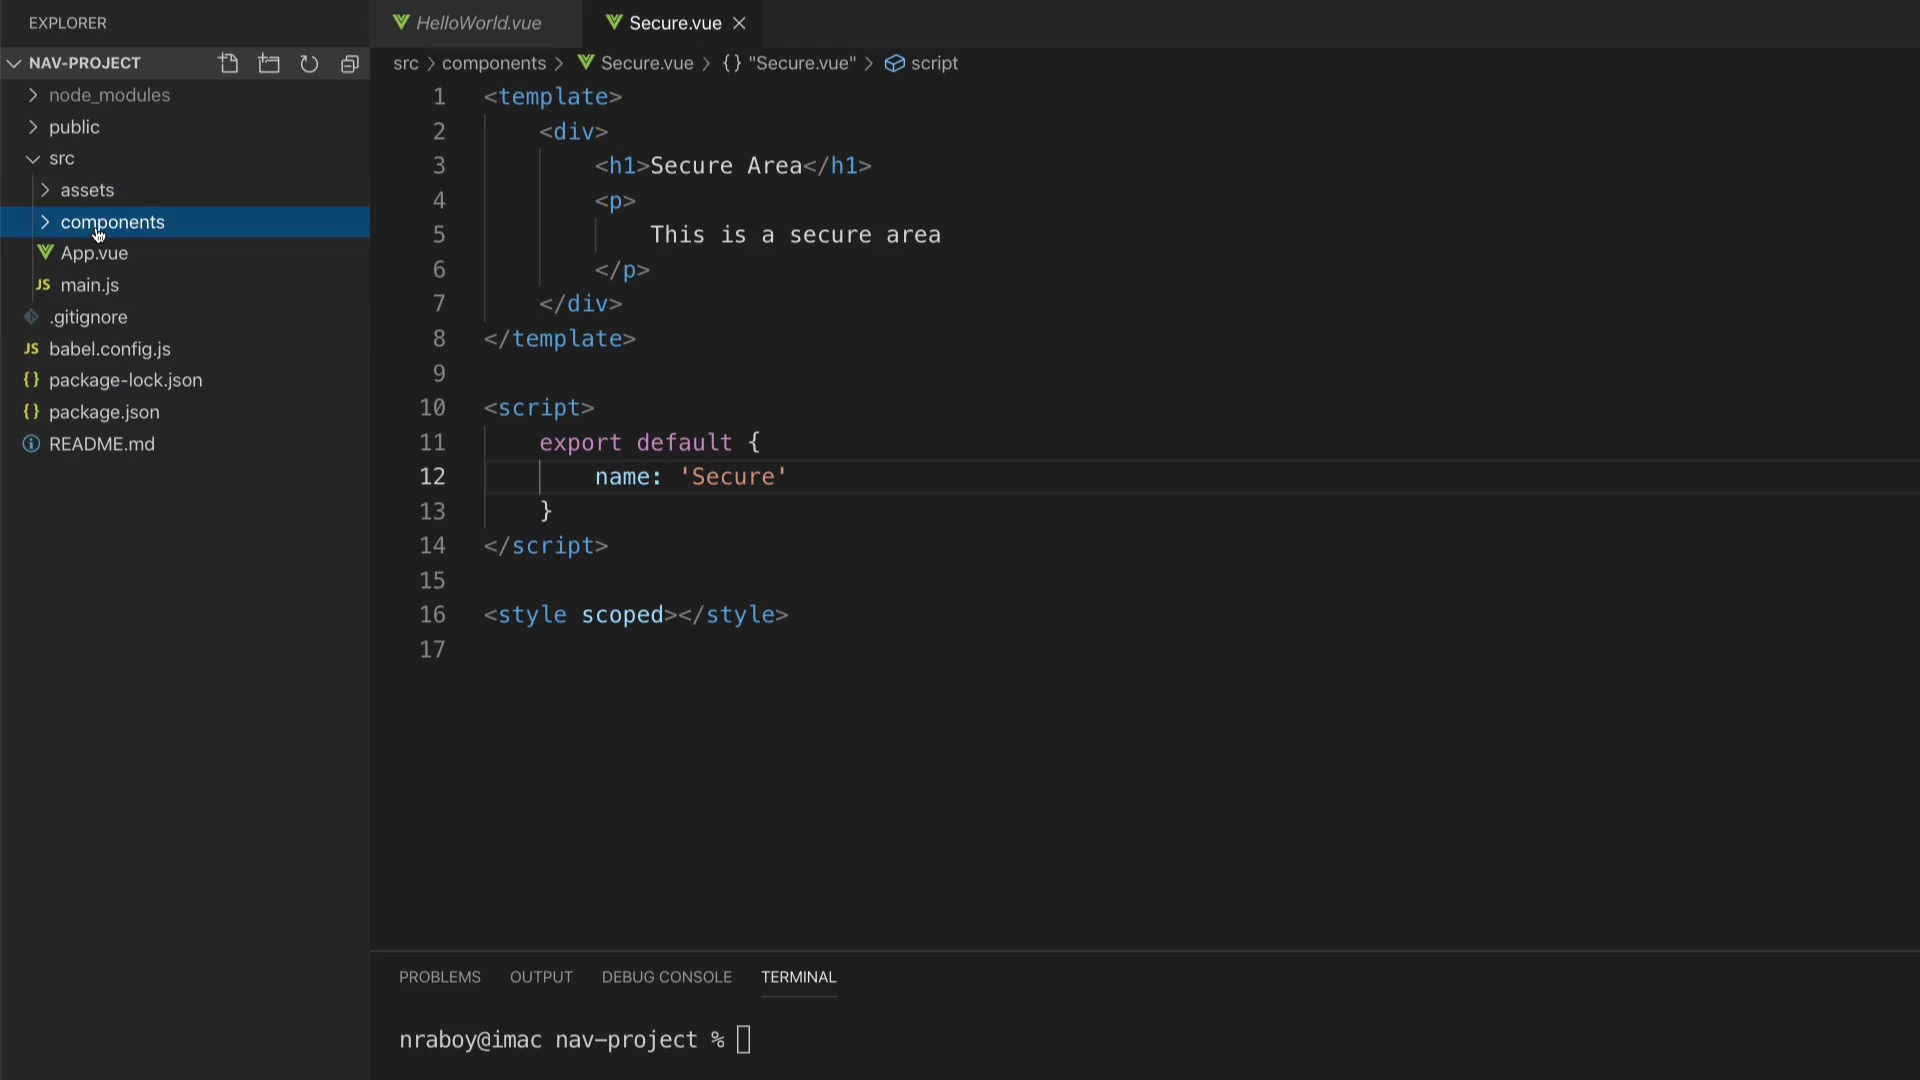 EXPLORER
NAV-PROJECT
node_modules
public
src
assets
components
App.vue
JS main.js
.gitignore
JS babel.config.js
{} package-lock.json
{} package.json
README.md
HelloWorld.vue
Secure.vue
src > components > Secure.vue > {} "Secure.vue" > script
1 <template>
2 <div>
3 <h1>Secure Area</h1>
4 <p>
5 This is a secure area
6 </p>
7 </div>
8 </template>
9
10 <script>
11 export default {
12 name: 'Secure'
13 }
14 </script>
15
16 <style scoped></style>
17
PROBLEMS OUTPUT DEBUG CONSOLE TERMINAL
nraboy@imac nav-project %